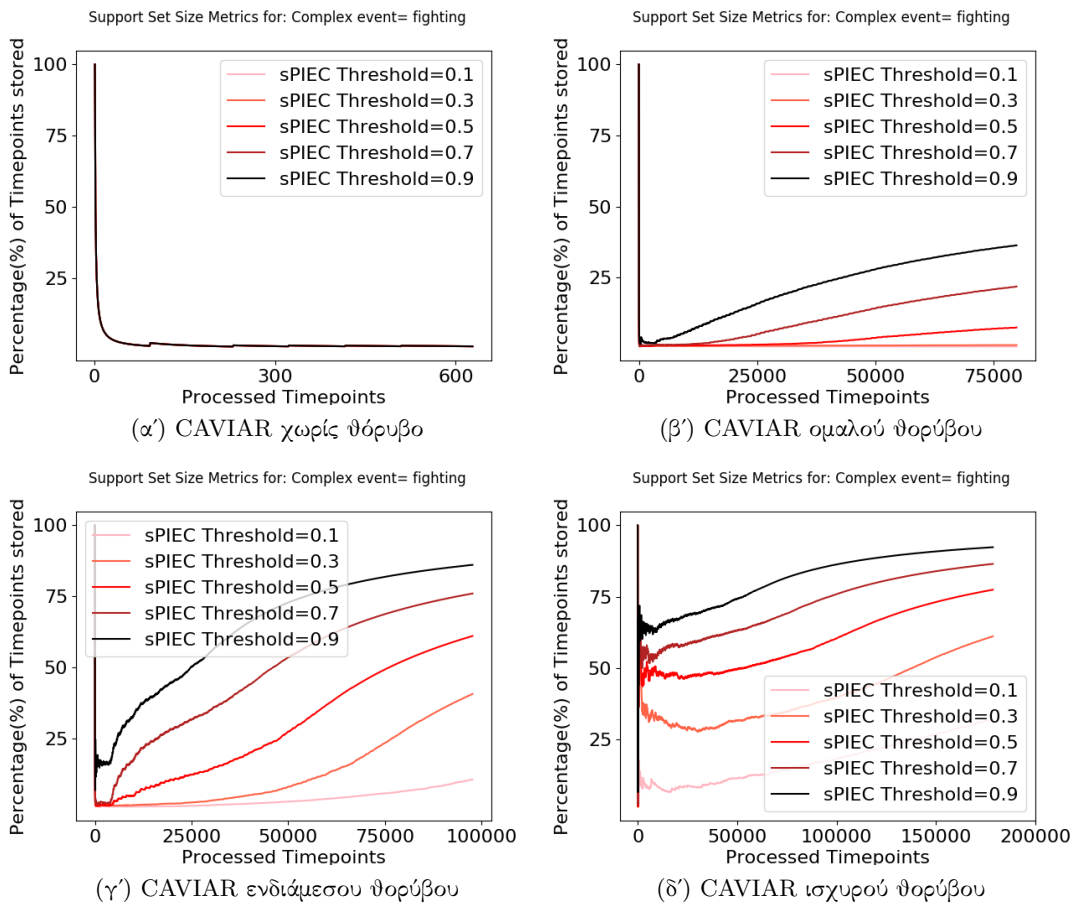 Support Set Size Metrics for: Complex event= fighting
Percentage(%) of Timepoints stored
100
75
50
25
sPIEC Threshold=0.1
sPIEC Threshold=0.3
sPIEC Threshold=0.5
sPIEC Threshold=0.7
sPIEC Threshold=0.9
0
300
600
Processed Timepoints
(α΄) CAVIAR χωρίς θόρυβο
Support Set Size Metrics for: Complex event= fighting
Percentage(%) of Timepoints stored
100
75
50
25
sPIEC Threshold=0.1
sPIEC Threshold=0.3
sPIEC Threshold=0.5
sPIEC Threshold=0.7
sPIEC Threshold=0.9
0
25000
50000
75000
Processed Timepoints
(β΄) CAVIAR ομαλού θορύβου
Support Set Size Metrics for: Complex event= fighting
Percentage(%) of Timepoints stored
100
75
50
25
sPIEC Threshold=0.1
sPIEC Threshold=0.3
sPIEC Threshold=0.5
sPIEC Threshold=0.7
sPIEC Threshold=0.9
0
25000
50000
75000
100000
Processed Timepoints
(γ΄) CAVIAR ενδιάμεσου θορύβου
Support Set Size Metrics for: Complex event= fighting
Percentage(%) of Timepoints stored
100
75
50
25
sPIEC Threshold=0.1
sPIEC Threshold=0.3
sPIEC Threshold=0.5
sPIEC Threshold=0.7
sPIEC Threshold=0.9
0
50000
100000
150000
200000
Processed Timepoints
(δ΄) CAVIAR ισχυρού θορύβου